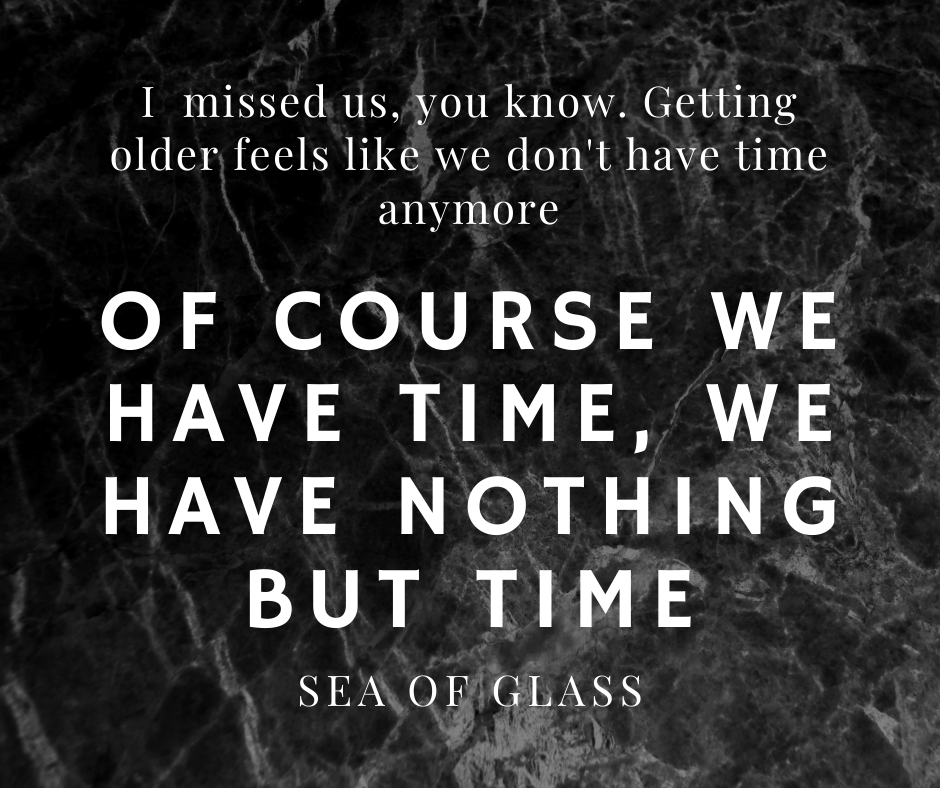 I  missed us, you know. Getting
older feels like we don't have time
anymore
OF COURSE WE
HAVE TIME, WE
HAVE NOTHING
BUT TIME
SEA OF GLASS